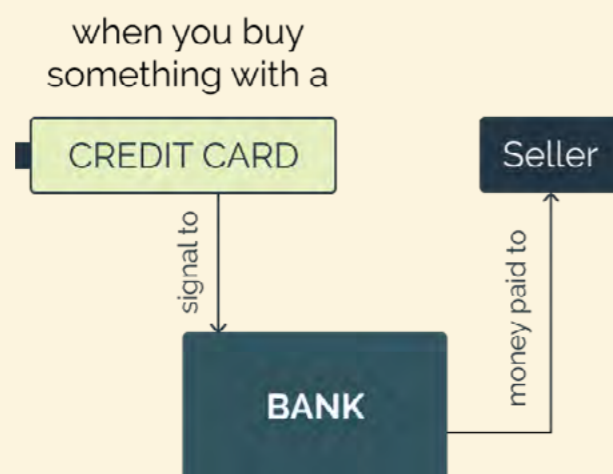 when you buy
something with a
CREDIT CARD
Seller
signal to
money paid to
BANK